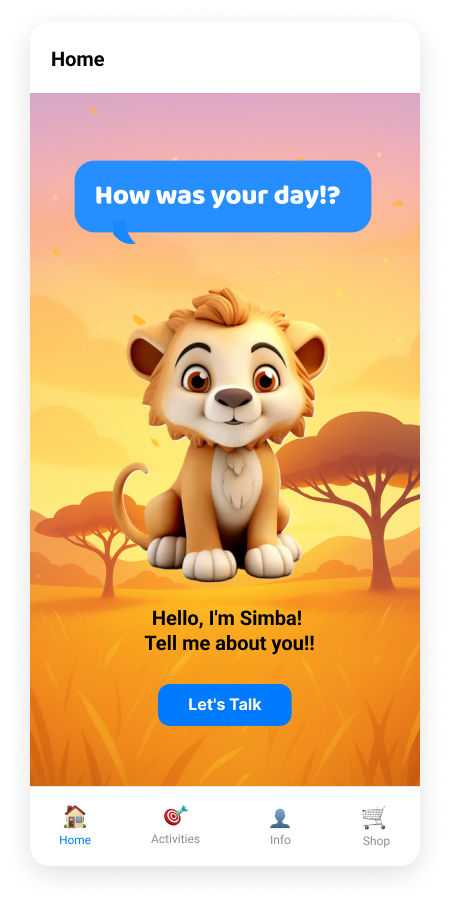 Home
How was your day!?
Hello, I'm Simba!
Tell me about you!!
Let's Talk
Home
Activities
Info
Shop